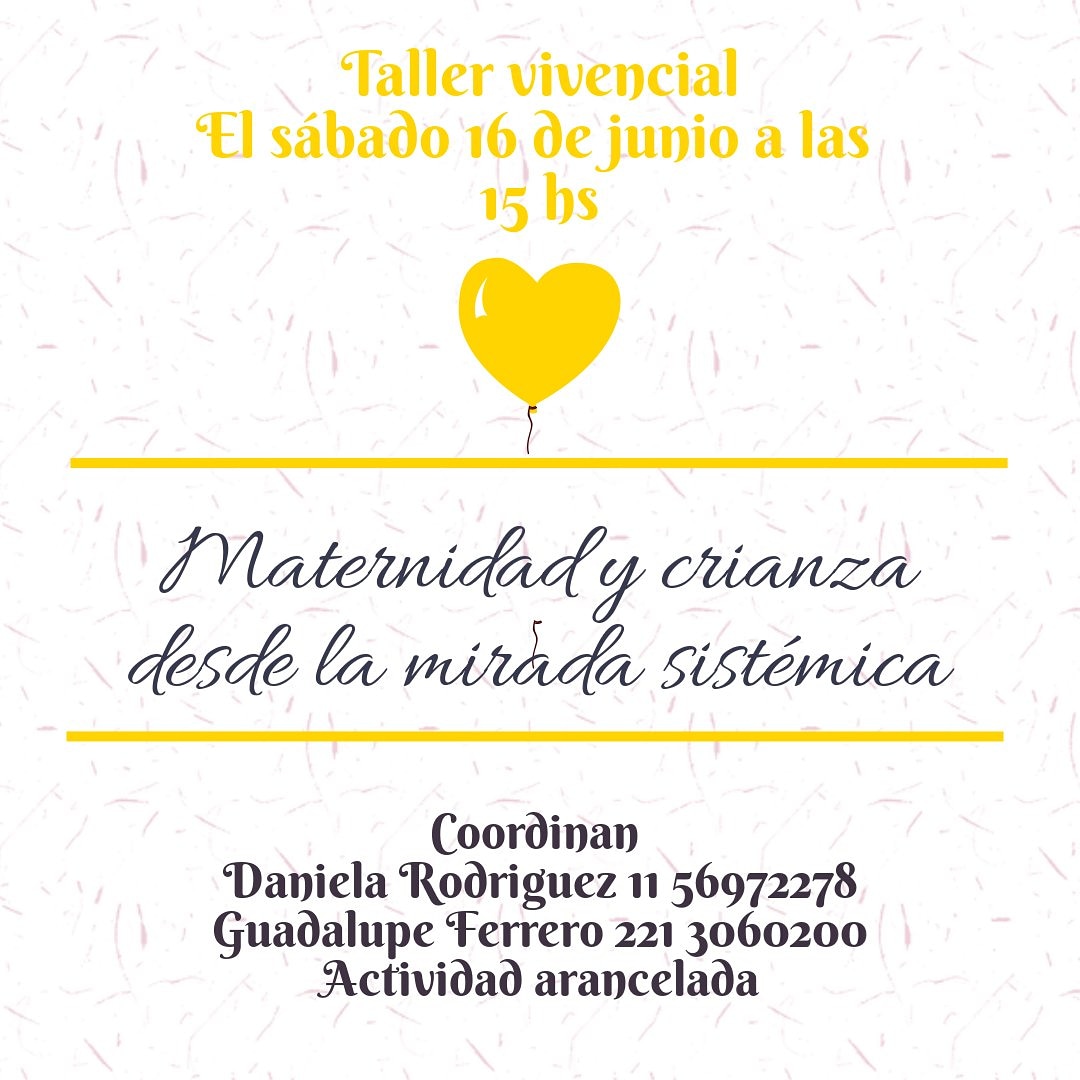 Taller vivencial
El sábado 16 de junio a las
15 hs
Maternidad y crianza
desde la mirada sistémica
Coordinan
Daniela Rodriguez 11 56972278
Guadalupe Ferrero 221 3060200
Actividad arancelada